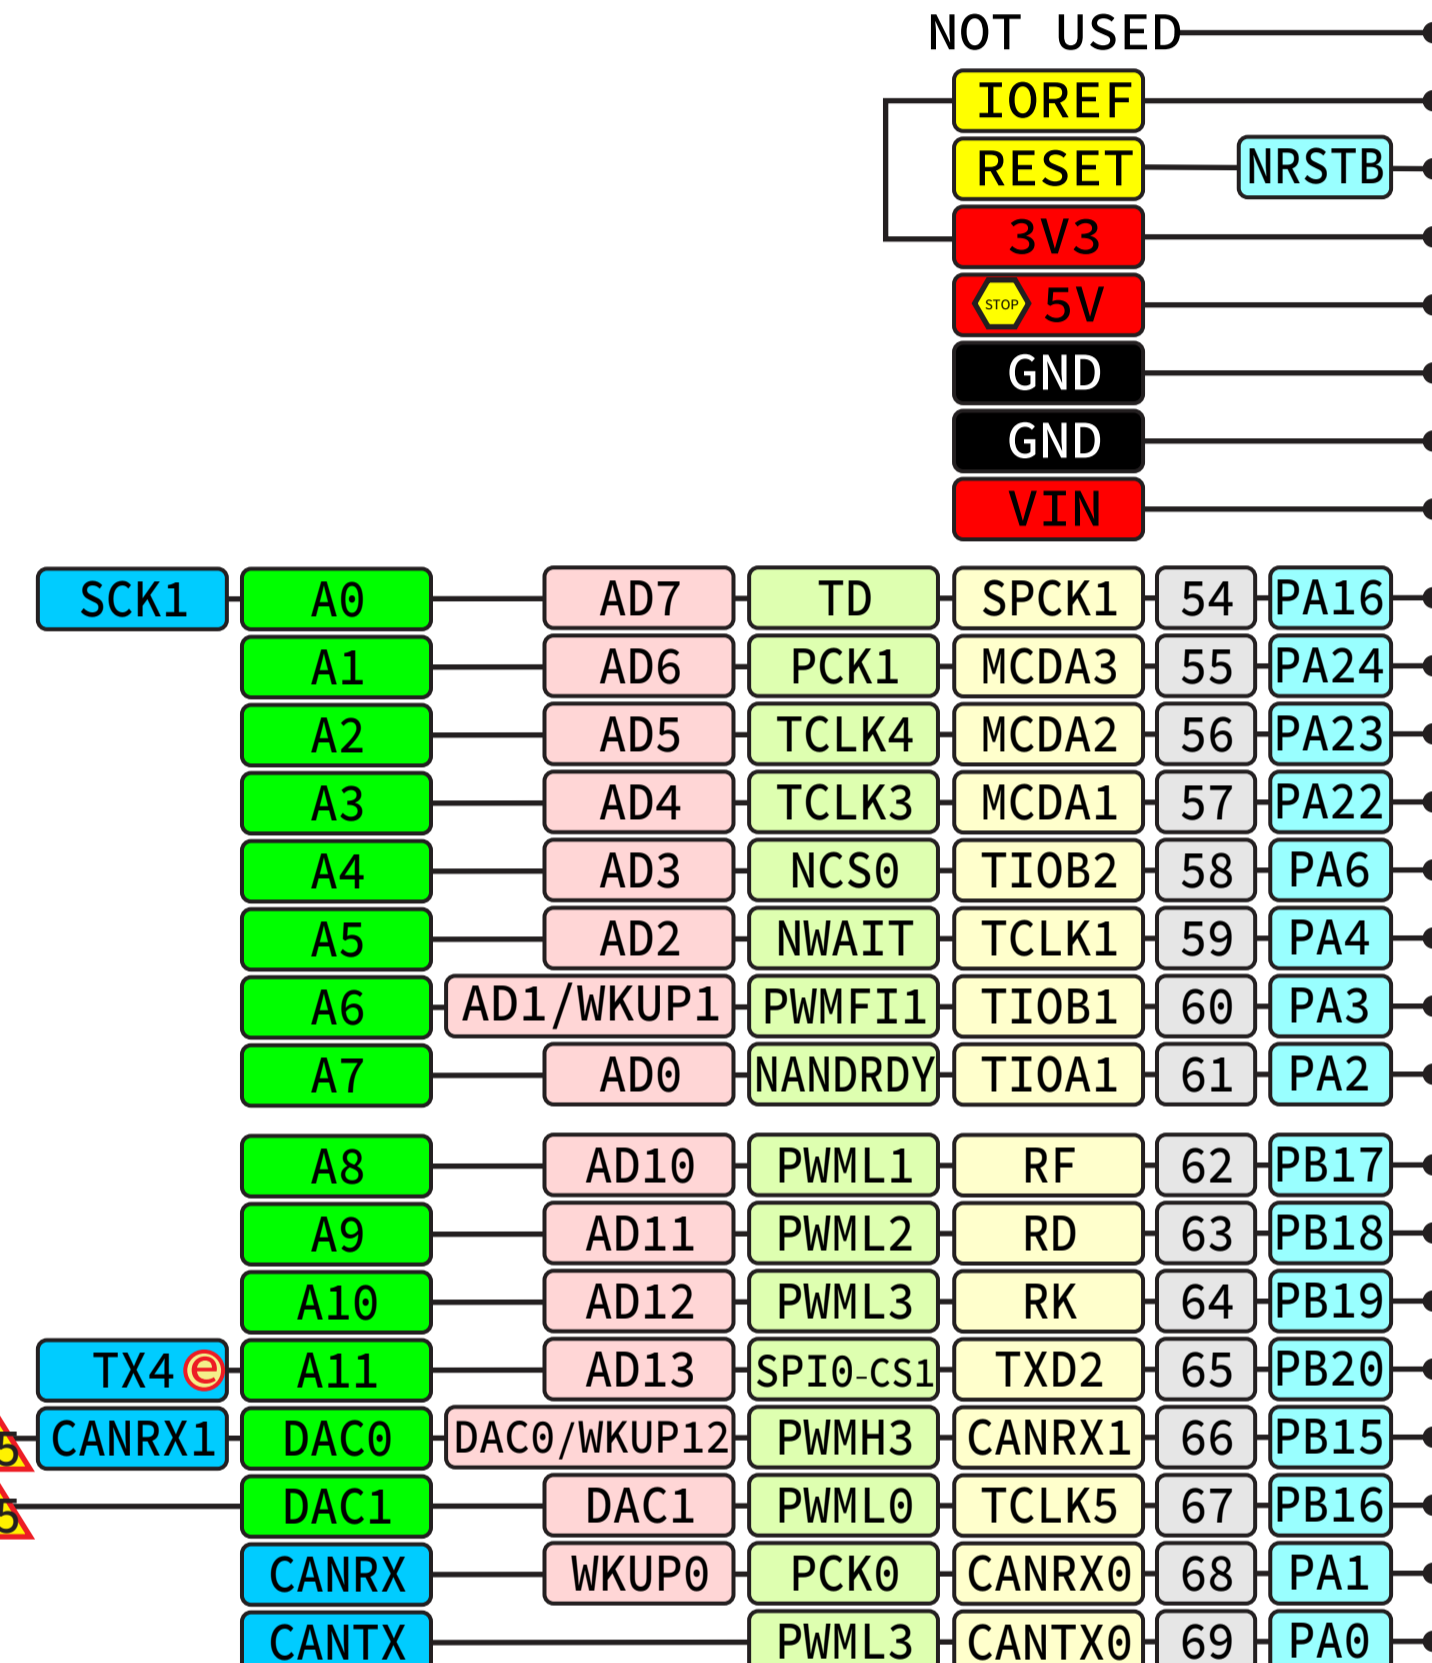 NOT USED
IOREF
RESET NRSTB
3V3
STOP 5V
GND
GND
VIN
SCK1 A0 AD7 TD SPCK1 54 PA16
A1 AD6 PCK1 MCDA3 55 PA24
A2 AD5 TCLK4 MCDA2 56 PA23
A3 AD4 TCLK3 MCDA1 57 PA22
A4 AD3 NCS0 TIOB2 58 PA6
A5 AD2 NWAIT TCLK1 59 PA4
A6 AD1/WKUP1 PWMFI1 TIOB1 60 PA3
A7 AD0 NANDRDY TIOA1 61 PA2
A8 AD10 PWML1 RF 62 PB17
A9 AD11 PWML2 RD 63 PB18
A10 AD12 PWML3 RK 64 PB19
TX4 e A11 AD13 SPI0-CS1 TXD2 65 PB20
5 CANRX1 DAC0 DAC0/WKUP12 PWMH3 CANRX1 66 PB15
5 DAC1 DAC1 PWML0 TCLK5 67 PB16
CANRX WKUP0 PCK0 CANRX0 68 PA1
CANTX PWML3 CANTX0 69 PA0